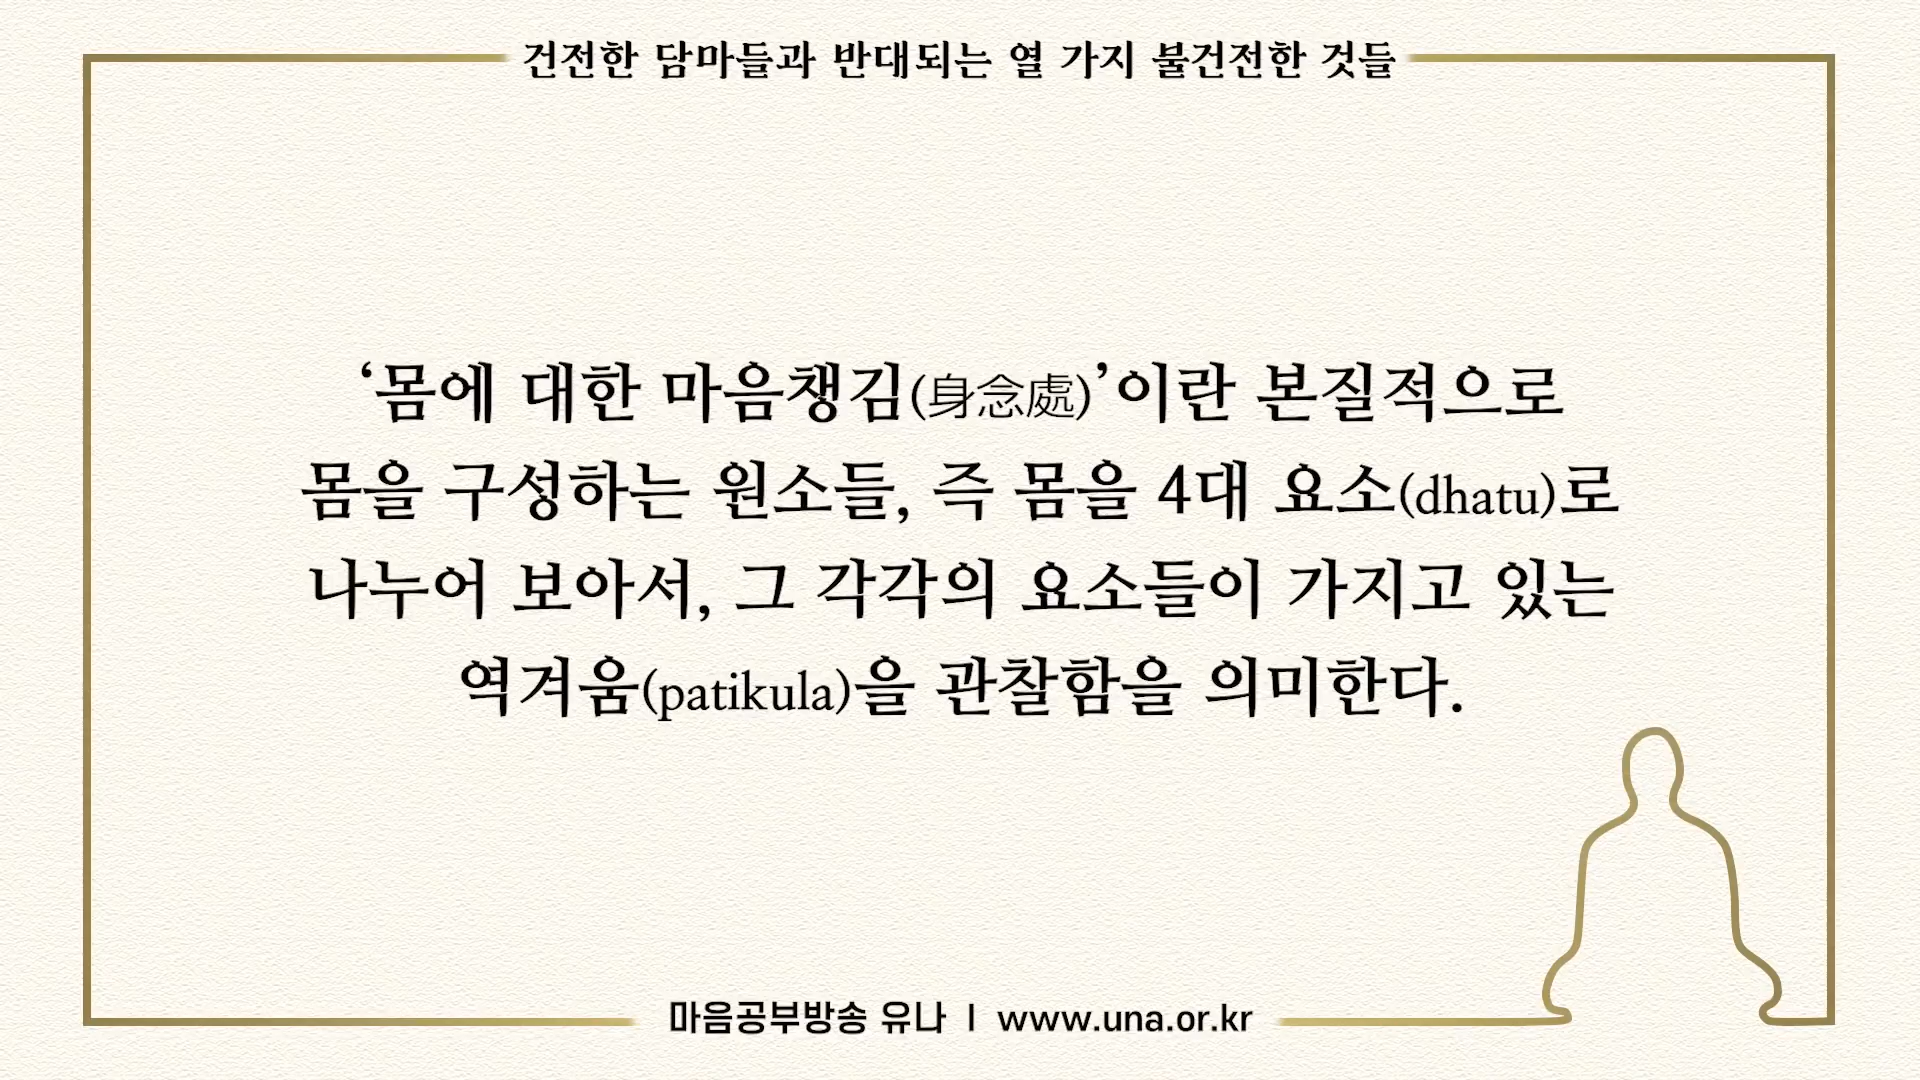 건전한 담마들과 반대되는 열 가지 불건전한 것들
‘몸에 대한 마음챙김(身念處)’이란 본질적으로
몸을 구성하는 원소들, 즉 몸을 4대 요소(dhatu)로
나누어 보아서, 그 각각의 요소들이 가지고 있는
역겨움(patikula)을 관찰함을 의미한다.
마음공부방송 유나 | www.una.or.kr